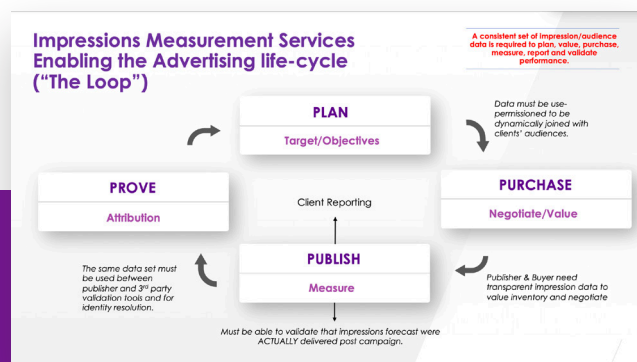 Impressions Measurement Services
Enabling the Advertising life-cycle
(“The Loop”)
A consistent set of impression/audience
data is required to plan, value, purchase,
measure, report and validate
performance.
PLAN
Target/Objectives
Data must be use-
permissioned to be
dynamically joined with
clients’ audiences.
PROVE
Attribution
Client Reporting
PURCHASE
Negotiate/Value
PUBLISH
Measure
The same data set must
be used between
publisher and 3rd party
validation tools and for
identity resolution.
Publisher & Buyer need
transparent impression data to
value inventory and negotiate
Must be able to validate that impressions forecast were
ACTUALLY delivered post campaign.